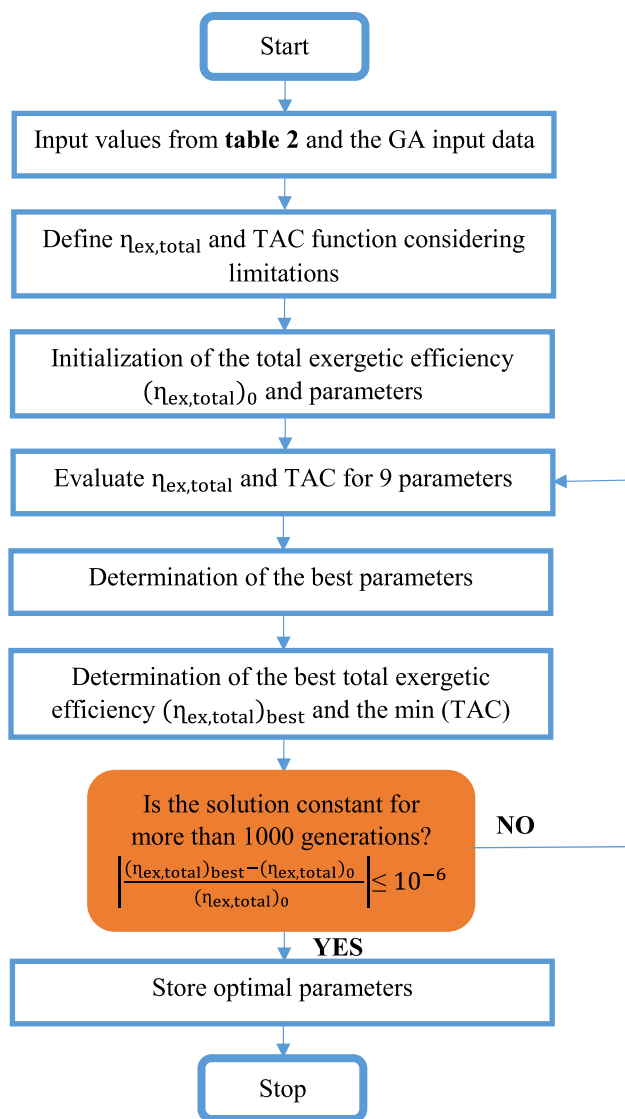 Start
Input values from table 2 and the GA input data
Define ηex,total and TAC function considering
limitations
Initialization of the total exergetic efficiency
(ηex,total)0 and parameters
Evaluate ηex,total and TAC for 9 parameters
Determination of the best parameters
Determination of the best total exergetic
efficiency (ηex,total)best and the min (TAC)
Is the solution constant for
more than 1000 generations?
|((ηex,total)best−(ηex,total)0)/(ηex,total)0| ≤ 10⁻⁶
NO
YES
Store optimal parameters
Stop